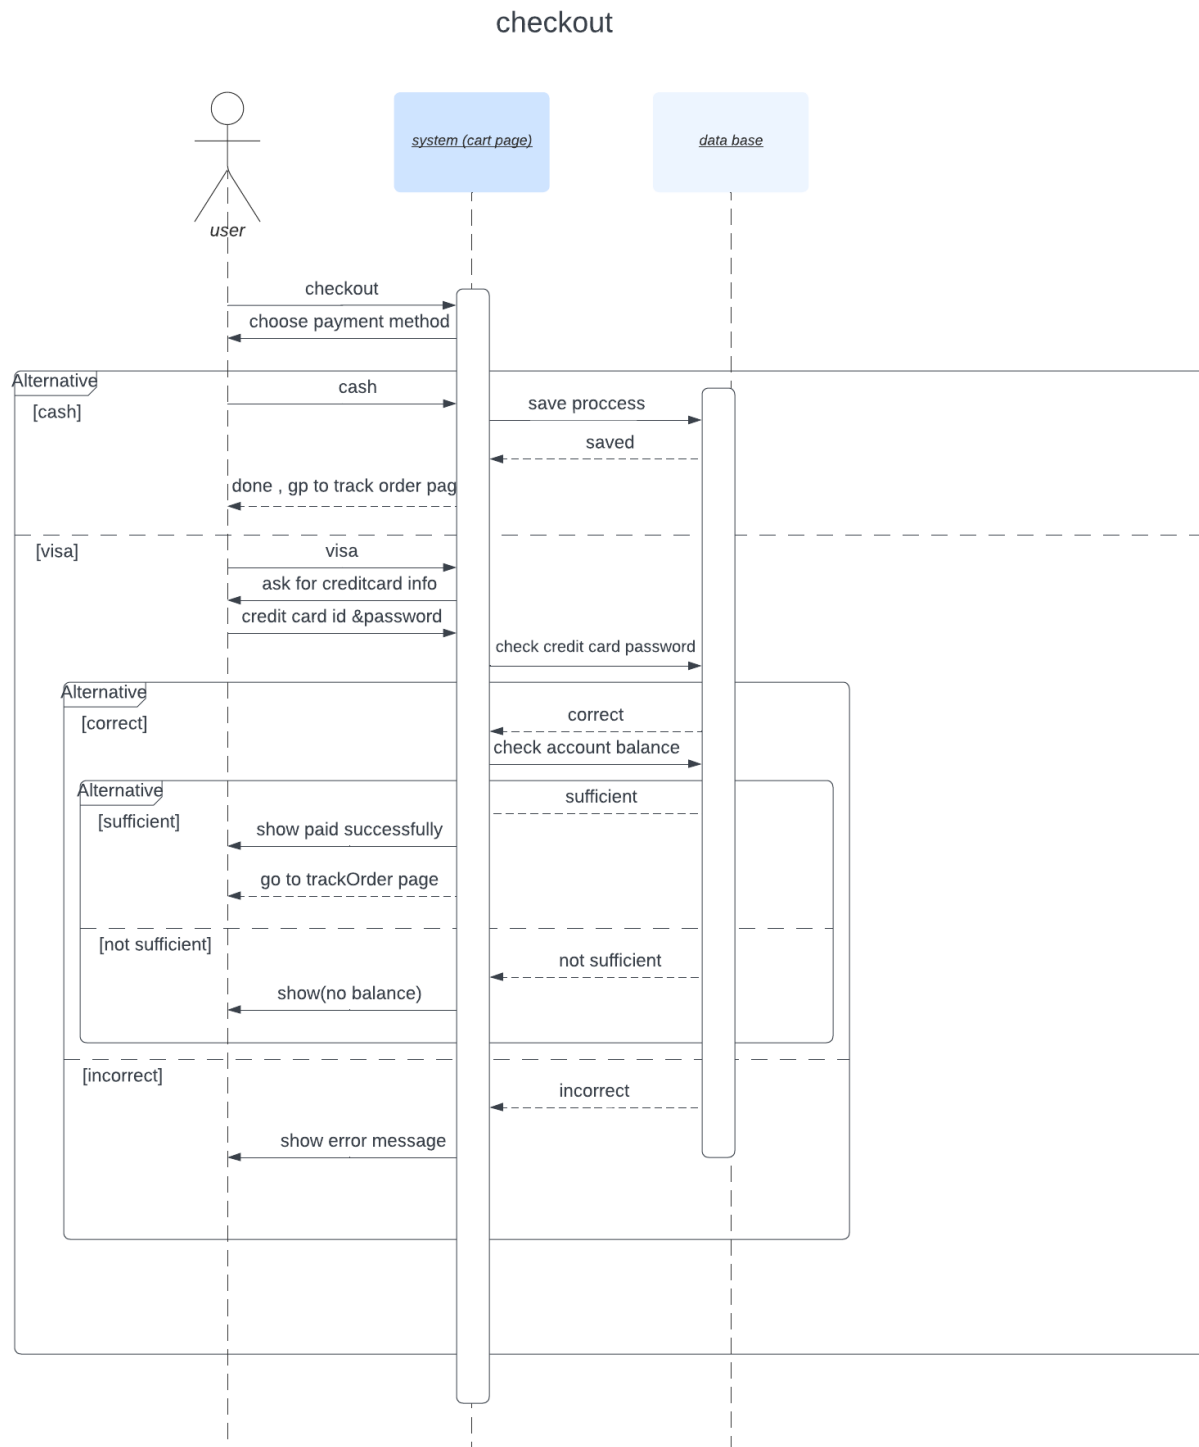 checkout
system (cart page)
data base
user
checkout
choose payment method
Alternative
[cash]
cash
save proccess
saved
done , gp to track order pag
[visa]
visa
ask for creditcard info
credit card id &password
check credit card password
Alternative
[correct]
correct
check account balance
Alternative
[sufficient]
sufficient
show paid successfully
go to trackOrder page
[not sufficient]
not sufficient
show(no balance)
[incorrect]
incorrect
show error message